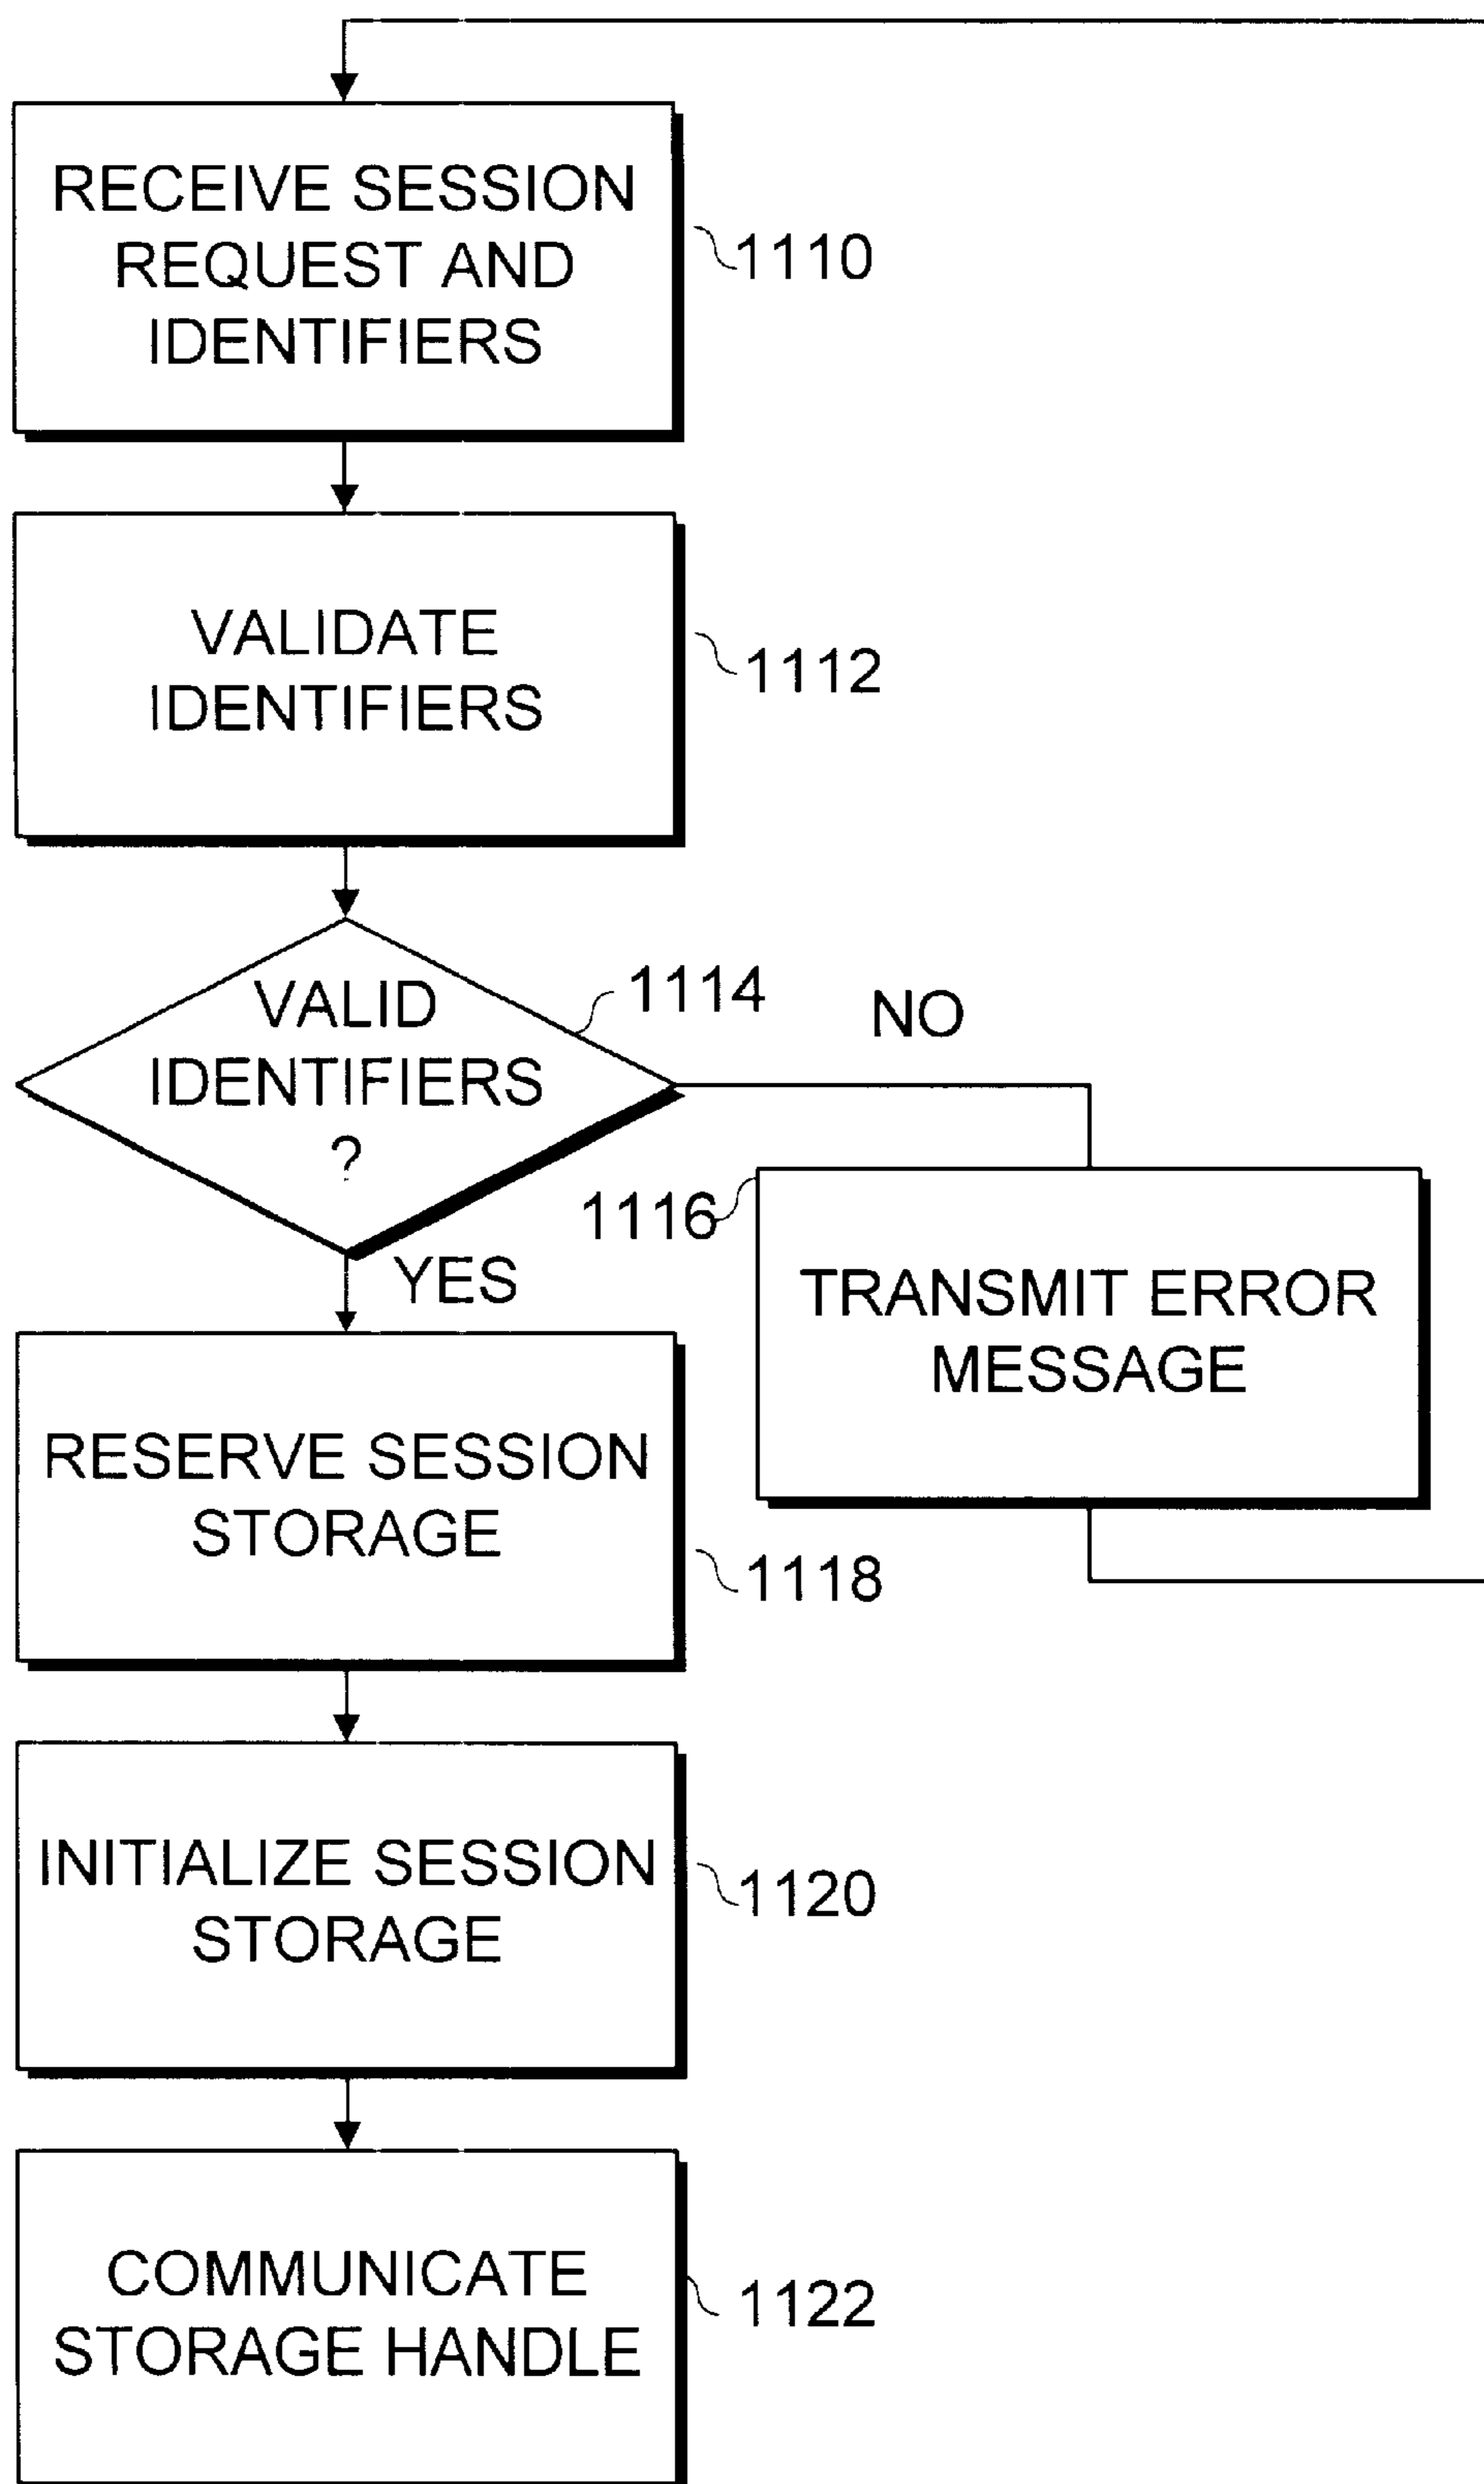 RECEIVE SESSION
REQUEST AND
IDENTIFIERS
1110
VALIDATE
IDENTIFIERS
1112
VALID
IDENTIFIERS
?
1114
NO
YES
1116
TRANSMIT ERROR
MESSAGE
RESERVE SESSION
STORAGE
1118
INITIALIZE SESSION
STORAGE
1120
COMMUNICATE
STORAGE HANDLE
1122